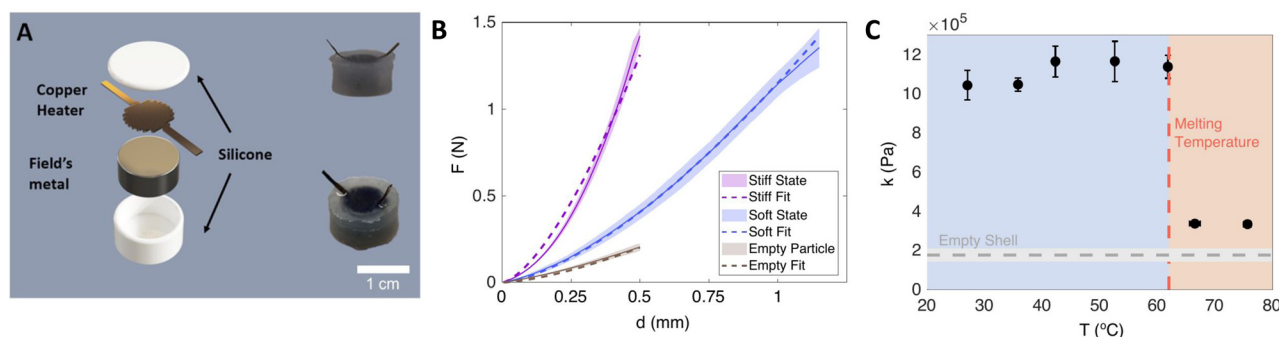 A
Copper
Heater
Field's
metal
Silicone
1 cm
B
F (N)
1.5
1
0.5
0
0
0.25
0.5
0.75
1
d (mm)
Stiff State
Stiff Fit
Soft State
Soft Fit
Empty Particle
Empty Fit
C
×10⁵
k (Pa)
12
10
8
6
4
2
0
20
30
40
50
60
70
80
T (ºC)
Melting
Temperature
Empty Shell